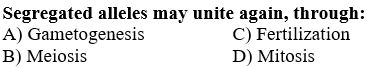 Segregated alleles may unite again, through:
A) Gametogenesis C) Fertilization
B) Meiosis D) Mitosis